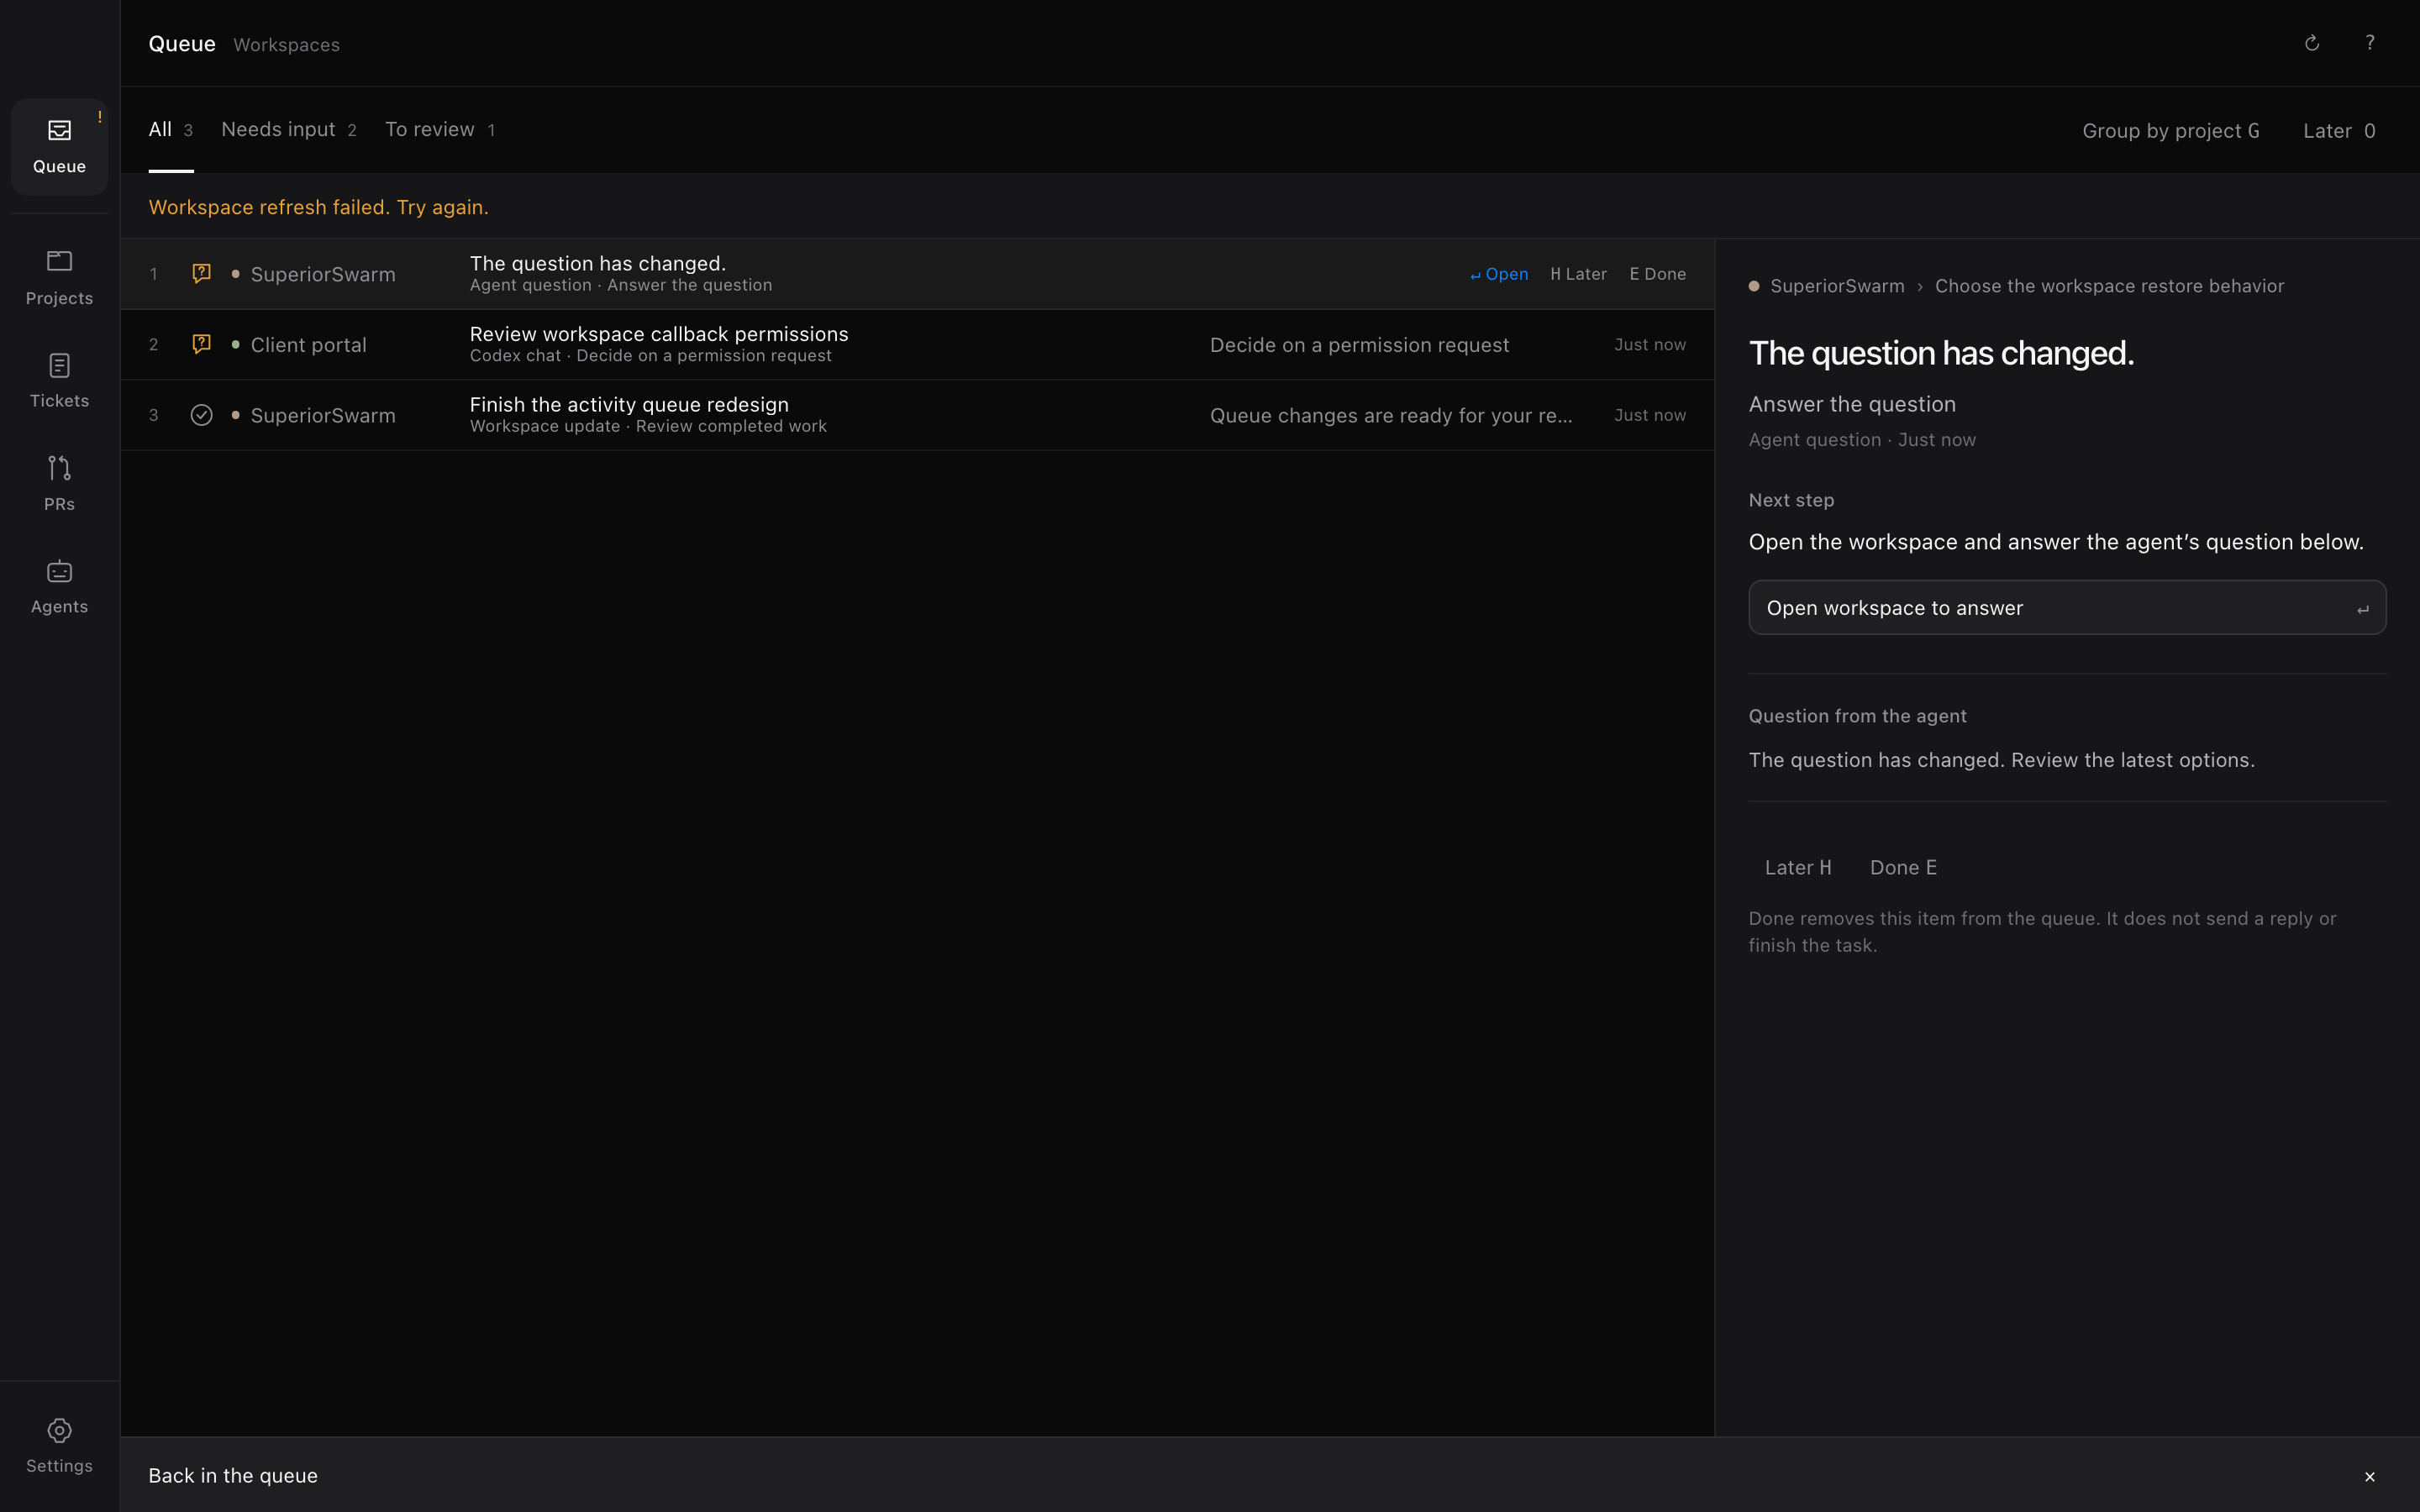 Queue Workspaces ?
!
Queue
Projects
Tickets
PRs
Agents
Settings
All 3 Needs input 2 To review 1 Group by project G Later 0
Workspace refresh failed. Try again.
1 ? SuperiorSwarm The question has changed. ↵ Open H Later E Done
Agent question · Answer the question
2 ? Client portal Review workspace callback permissions Decide on a permission request Just now
Codex chat · Decide on a permission request
3 SuperiorSwarm Finish the activity queue redesign Queue changes are ready for your re... Just now
Workspace update · Review completed work
SuperiorSwarm › Choose the workspace restore behavior
The question has changed.
Answer the question
Agent question · Just now
Next step
Open the workspace and answer the agent’s question below.
Open workspace to answer ↵
Question from the agent
The question has changed. Review the latest options.
Later H Done E
Done removes this item from the queue. It does not send a reply or
finish the task.
Back in the queue ×